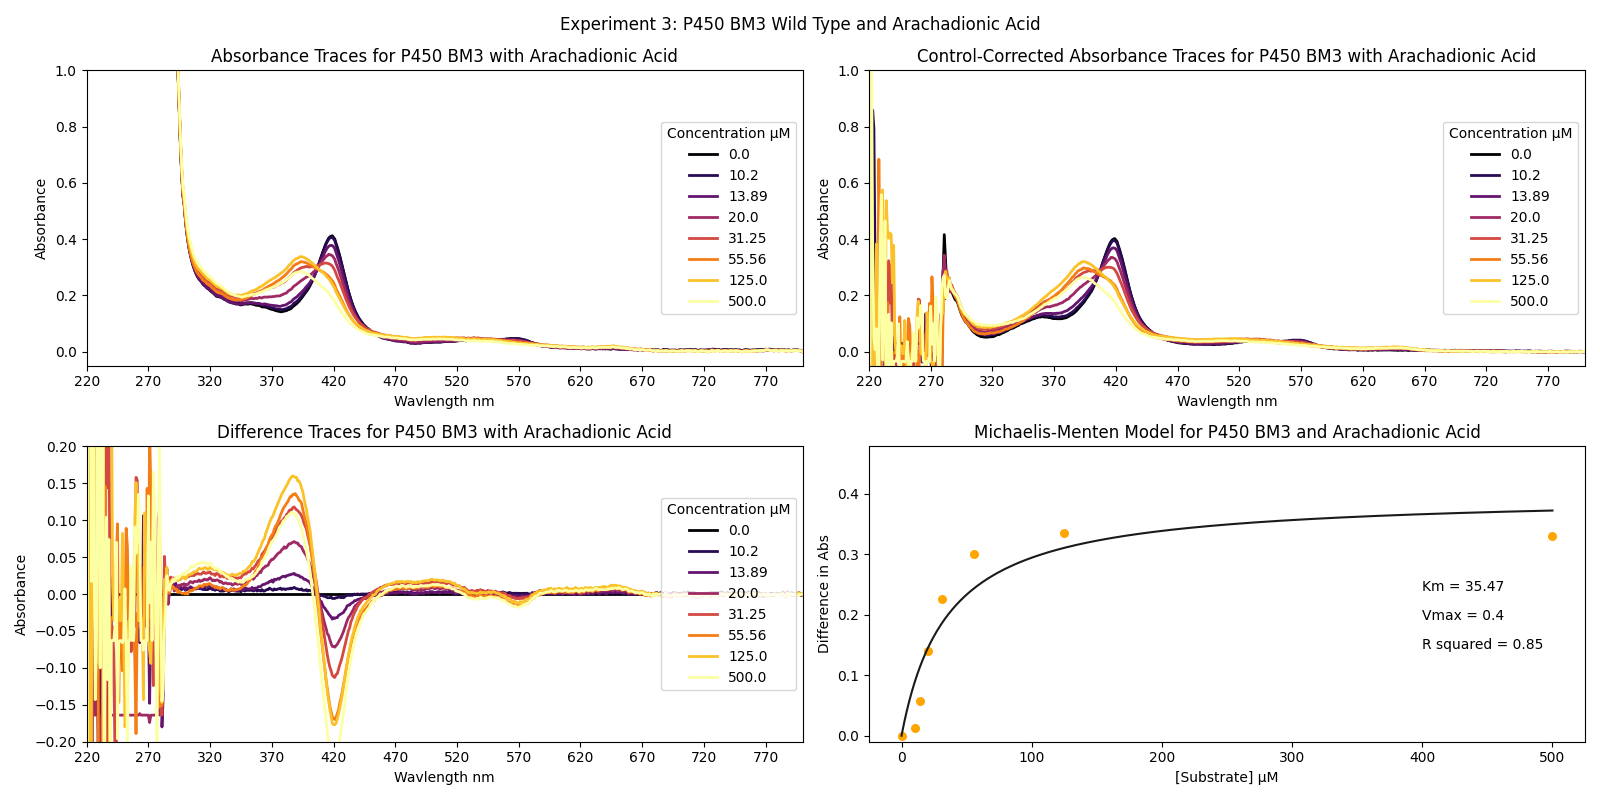 Experiment 3: P450 BM3 Wild Type and Arachadionic Acid
Absorbance Traces for P450 BM3 with Arachadionic Acid
1.0
0.8
0.6
0.4
0.2
0.0
Absorbance
220 270 320 370 420 470 520 570 620 670 720 770
Wavlength nm
Concentration µM
0.0
10.2
13.89
20.0
31.25
55.56
125.0
500.0
Control-Corrected Absorbance Traces for P450 BM3 with Arachadionic Acid
1.0
0.8
0.6
0.4
0.2
0.0
Absorbance
220 270 320 370 420 470 520 570 620 670 720 770
Wavlength nm
Concentration µM
0.0
10.2
13.89
20.0
31.25
55.56
125.0
500.0
Difference Traces for P450 BM3 with Arachadionic Acid
0.20
0.15
0.10
0.05
0.00
−0.05
−0.10
−0.15
−0.20
Absorbance
220 270 320 370 420 470 520 570 620 670 720 770
Wavlength nm
Concentration µM
0.0
10.2
13.89
20.0
31.25
55.56
125.0
500.0
Michaelis-Menten Model for P450 BM3 and Arachadionic Acid
0.4
0.3
0.2
0.1
0.0
Difference in Abs
0 100 200 300 400 500
[Substrate] µM
Km = 35.47
Vmax = 0.4
R squared = 0.85